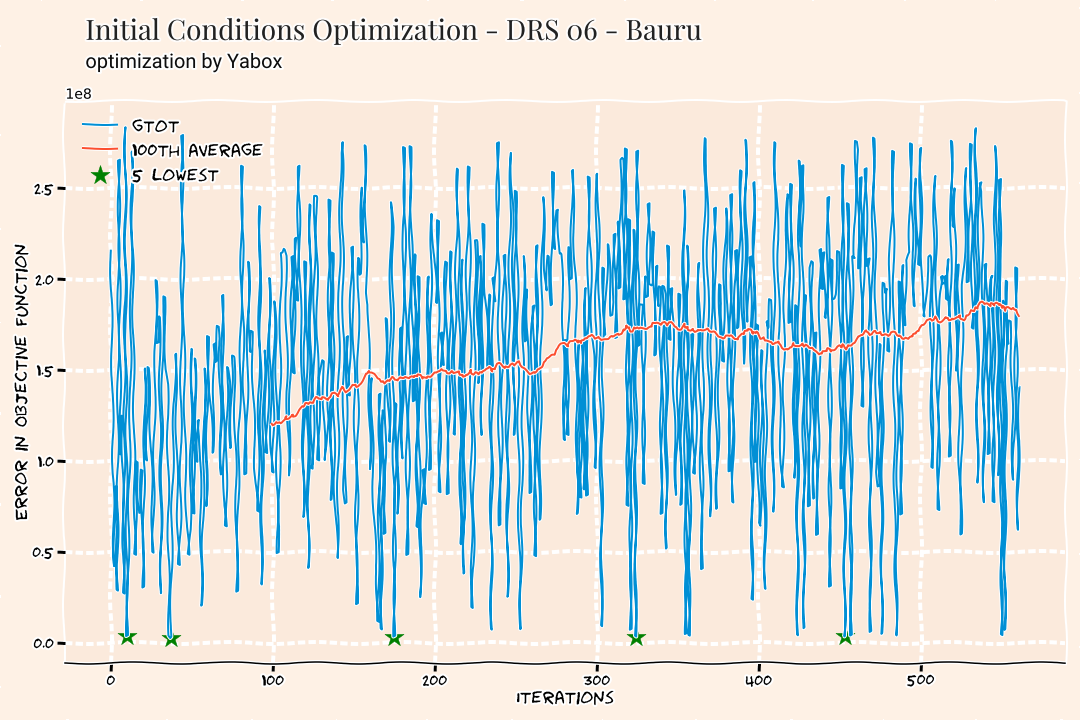 Initial Conditions Optimization - DRS 06 - Bauru
optimization by Yabox
1e8
GTOT
100TH AVERAGE
5 LOWEST
2.5
2.0
1.5
1.0
0.5
0.0
ERROR IN OBJECTIVE FUNCTION
0 100 200 300 400 500
ITERATIONS